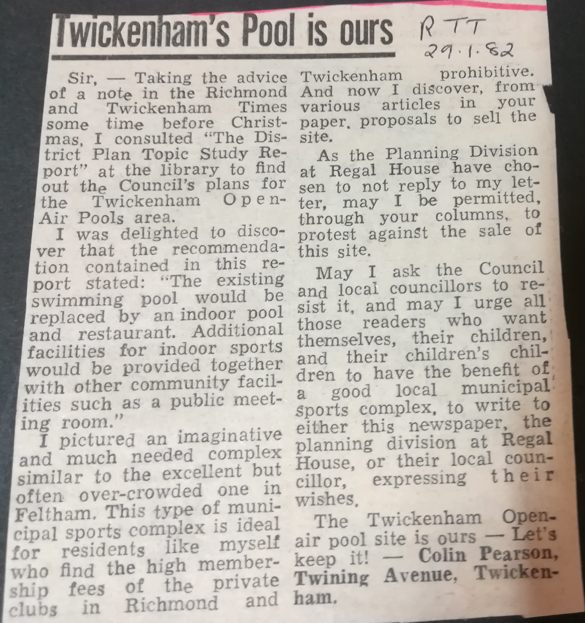 Twickenham's Pool is ours
RTT
29.1.82
Sir, — Taking the advice
of a note in the Richmond
and Twickenham Times
some time before Christ-
mas, I consulted "The Dis-
trict Plan Topic Study Re-
port" at the library to find
out the Council's plans for
the Twickenham Open-
Air Pools area.
I was delighted to disco-
ver that the recommenda-
tion contained in this re-
port stated: "The existing
swimming pool would be
replaced by an indoor pool
and restaurant. Additional
facilities for indoor sports
would be provided together
with other community facil-
ities such as a public meet-
ing room."
I pictured an imaginative
and much needed complex
similar to the excellent but
often over-crowded one in
Feltham. This type of muni-
cipal sports complex is ideal
for residents like myself
who find the high member-
ship fees of the private
clubs in Richmond and
Twickenham prohibitive.
And now I discover, from
various articles in your
paper, proposals to sell the
site.
As the Planning Division
at Regal House have cho-
sen to not reply to my let-
ter, may I be permitted,
through your columns, to
protest against the sale of
this site.
May I ask the Council
and local councillors to re-
sist it, and may I urge all
those readers who want
themselves, their children,
and their children's chil-
dren to have the benefit of
a good local municipal
sports complex, to write to
either this newspaper, the
planning division at Regal
House, or their local coun-
cillor, expressing their
wishes.
The Twickenham Open-
air pool site is ours — Let's
keep it! — Colin Pearson,
Twining Avenue, Twicken-
ham.